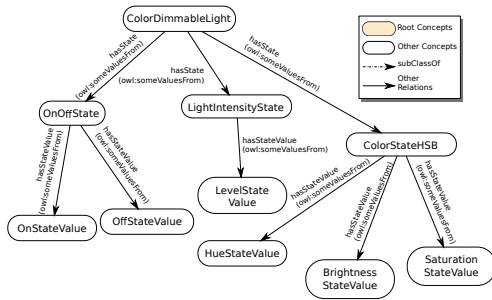 ColorDimmableLight
Root Concepts
Other Concepts
subClassOf
Other
Relations
hasState
(owl:someValuesFrom)
hasState
(owl:someValuesFrom)
hasState
(owl:someValuesFrom)
OnOffState
LightIntensityState
ColorStateHSB
hasStateValue
(owl:someValuesFrom)
hasStateValue
(owl:someValuesFrom)
hasStateValue
(owl:someValuesFrom)
hasStateValue
(owl:someValuesFrom)
hasStateValue
(owl:someValuesFrom)
hasStateValue
(owl:someValuesFrom)
OnStateValue
OffStateValue
LevelState
Value
HueStateValue
Brightness
StateValue
Saturation
StateValue